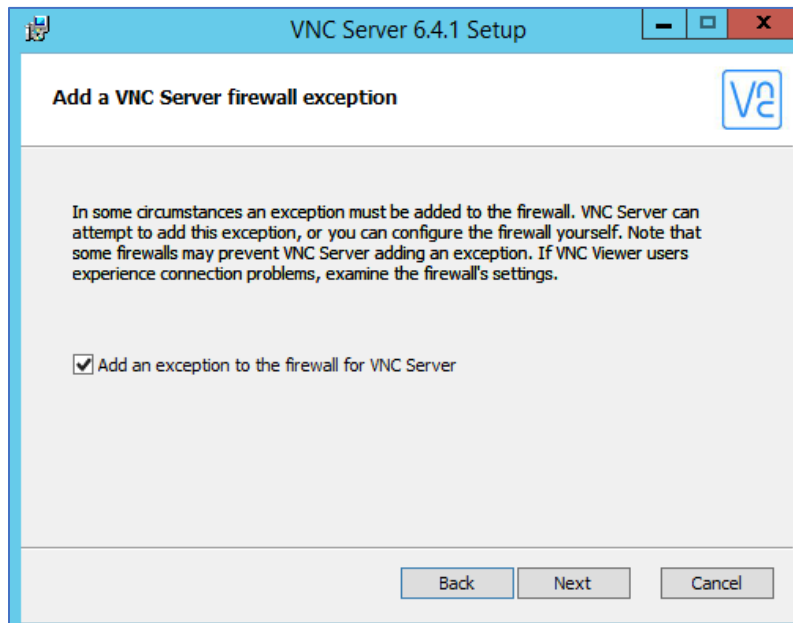 VNC Server 6.4.1 Setup
Add a VNC Server firewall exception
VNC
In some circumstances an exception must be added to the firewall. VNC Server can
attempt to add this exception, or you can configure the firewall yourself. Note that
some firewalls may prevent VNC Server adding an exception. If VNC Viewer users
experience connection problems, examine the firewall's settings.
Add an exception to the firewall for VNC Server
Back
Next
Cancel